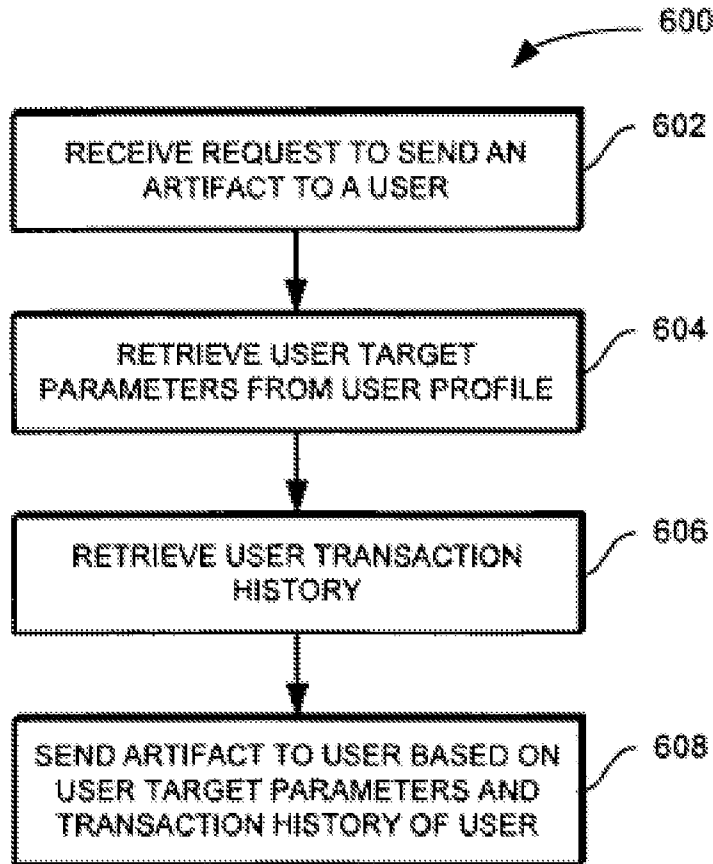 600
RECEIVE REQUEST TO SEND AN
ARTIFACT TO A USER
602
RETRIEVE USER TARGET
PARAMETERS FROM USER PROFILE
604
RETRIEVE USER TRANSACTION
HISTORY
606
SEND ARTIFACT TO USER BASED ON
USER TARGET PARAMETERS AND
TRANSACTION HISTORY OF USER
608